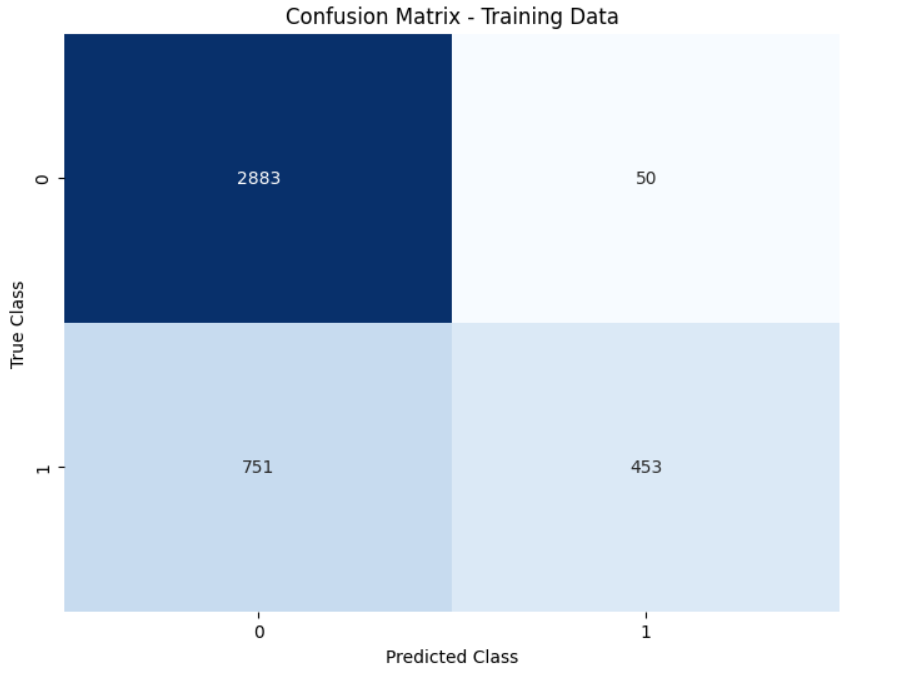 Confusion Matrix - Training Data
True Class
0
2883
50
1
751
453
0
1
Predicted Class